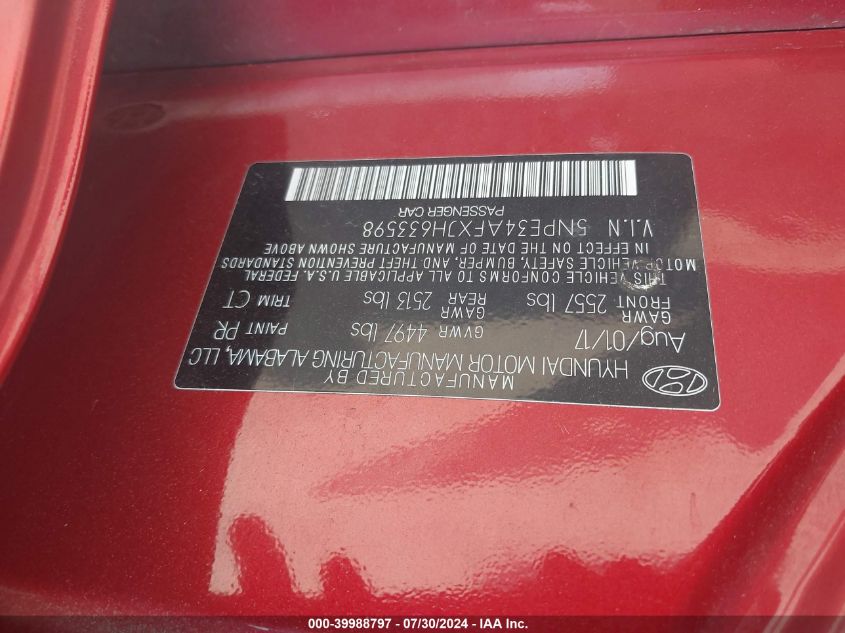 MANUFACTURED BY
HYUNDAI MOTOR MANUFACTURING ALABAMA, LLC
Aug/01/17 GVWR 4497 lbs PAINT PR
GAWR FRONT 2557 lbs GAWR REAR 2513 lbs TRIM CT
THIS VEHICLE CONFORMS TO ALL APPLICABLE U.S.A. FEDERAL
MOTOR VEHICLE SAFETY, BUMPER, AND THEFT PREVENTION STANDARDS
IN EFFECT ON THE DATE OF MANUFACTURE SHOWN ABOVE
V.I.N 5NPE34AFXJH633598
PASSENGER CAR
000-39988797 - 07/30/2024 - IAA Inc.